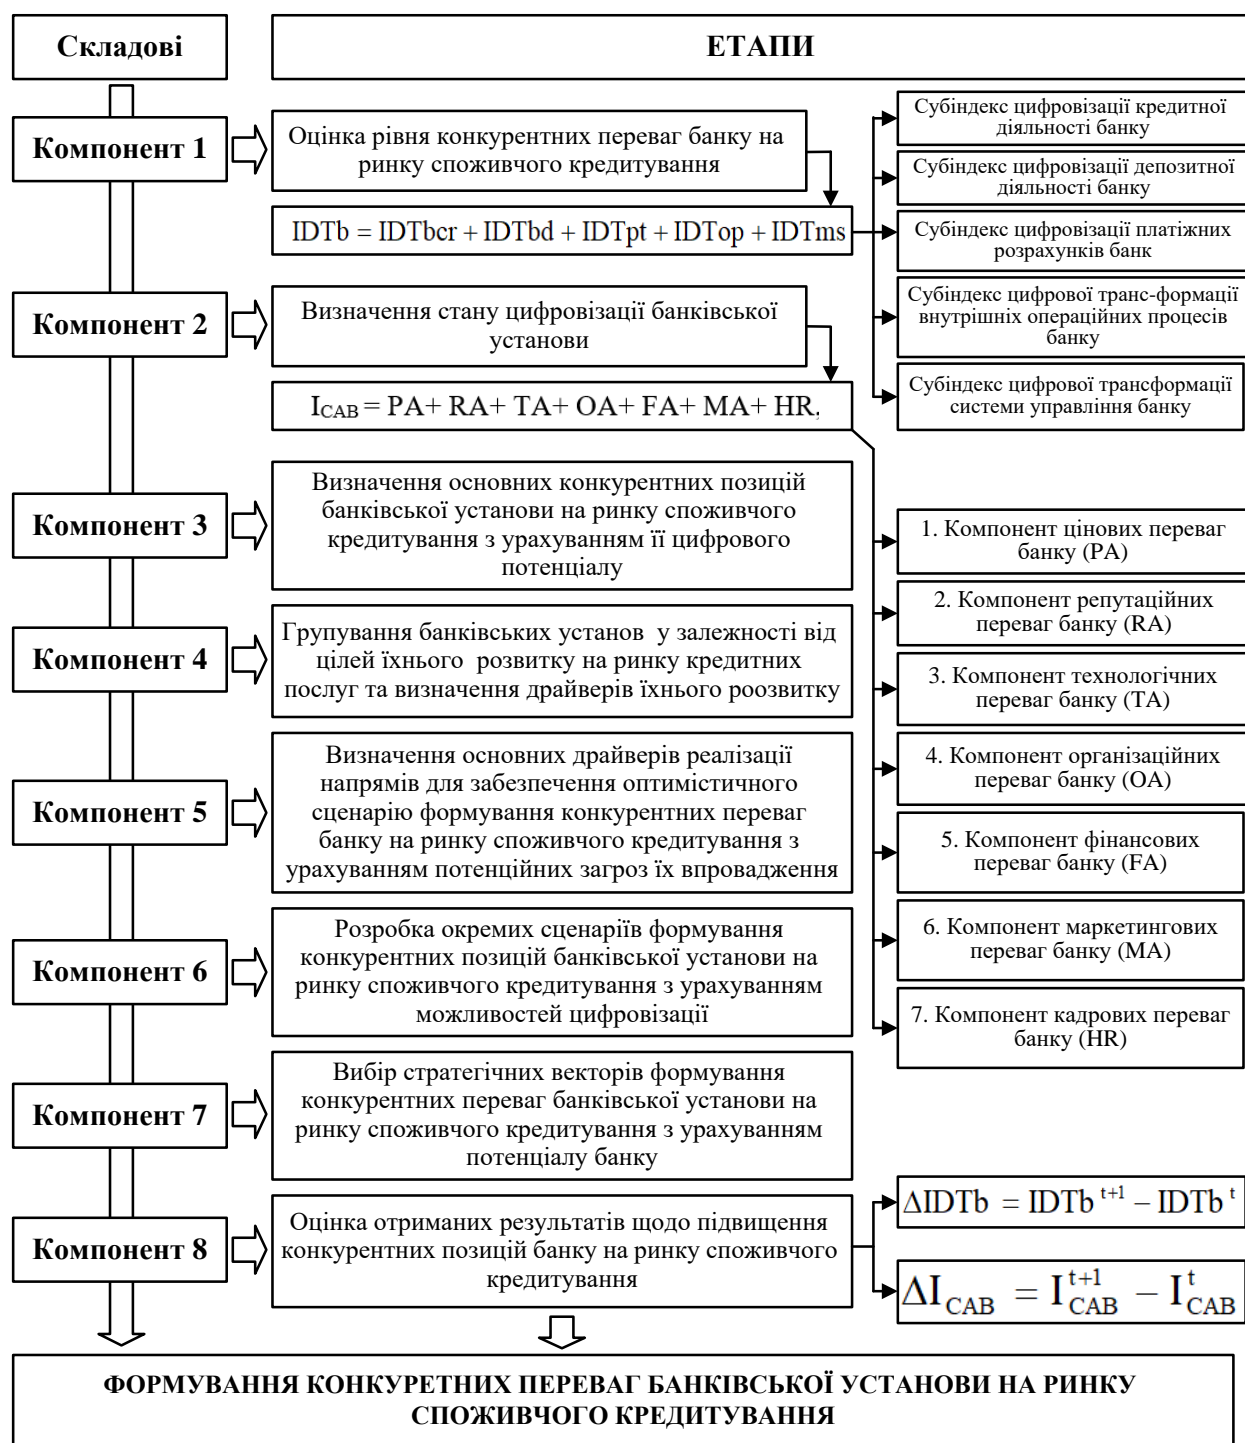 Складові
ЕТАПИ
Компонент 1
Оцінка рівня конкурентних переваг банку на
ринку споживчого кредитування
IDTb = IDTbcr + IDTbd + IDTpt + IDTop + IDTms
Субіндекс цифровізації кредитної
діяльності банку
Субіндекс цифровізації депозитної
діяльності банку
Субіндекс цифровізації платіжних
розрахунків банк
Субіндекс цифрової транс-формації
внутрішніх операційних процесів
банку
Субіндекс цифрової трансформації
системи управління банку
Компонент 2
Визначення стану цифровізації банківської
установи
I_CAB = PA+ RA+ TA+ OA+ FA+ MA+ HR,
Компонент 3
Визначення основних конкурентних позицій
банківської установи на ринку споживчого
кредитування з урахуванням її цифрового
потенціалу
1. Компонент цінових переваг
банку (PA)
2. Компонент репутаційних
переваг банку (RA)
3. Компонент технологічних
переваг банку (TA)
4. Компонент організаційних
переваг банку (OA)
5. Компонент фінансових
переваг банку (FA)
6. Компонент маркетингових
переваг банку (MA)
7. Компонент кадрових переваг
банку (HR)
Компонент 4
Групування банківських установ  у залежності від
цілей їхнього  розвитку на ринку кредитних
послуг та визначення драйверів їхнього роозвитку
Компонент 5
Визначення основних драйверів реалізації
напрямів для забезпечення оптимістичного
сценарію формування конкурентних переваг
банку на ринку споживчого кредитування з
урахуванням потенційних загроз їх впровадження
Компонент 6
Розробка окремих сценаріїв формування
конкурентних позицій банківської установи на
ринку споживчого кредитування з урахуванням
можливостей цифровізації
Компонент 7
Вибір стратегічних векторів формування
конкурентних переваг банківської установи на
ринку споживчого кредитування з урахуванням
потенціалу банку
Компонент 8
Оцінка отриманих результатів щодо підвищення
конкурентних позицій банку на ринку споживчого
кредитування
ΔIDTb = IDTb^t+1 − IDTb^t
ΔI_CAB = I_CAB^t+1 − I_CAB^t
ФОРМУВАННЯ КОНКУРЕТНИХ ПЕРЕВАГ БАНКІВСЬКОЇ УСТАНОВИ НА РИНКУ
СПОЖИВЧОГО КРЕДИТУВАННЯ